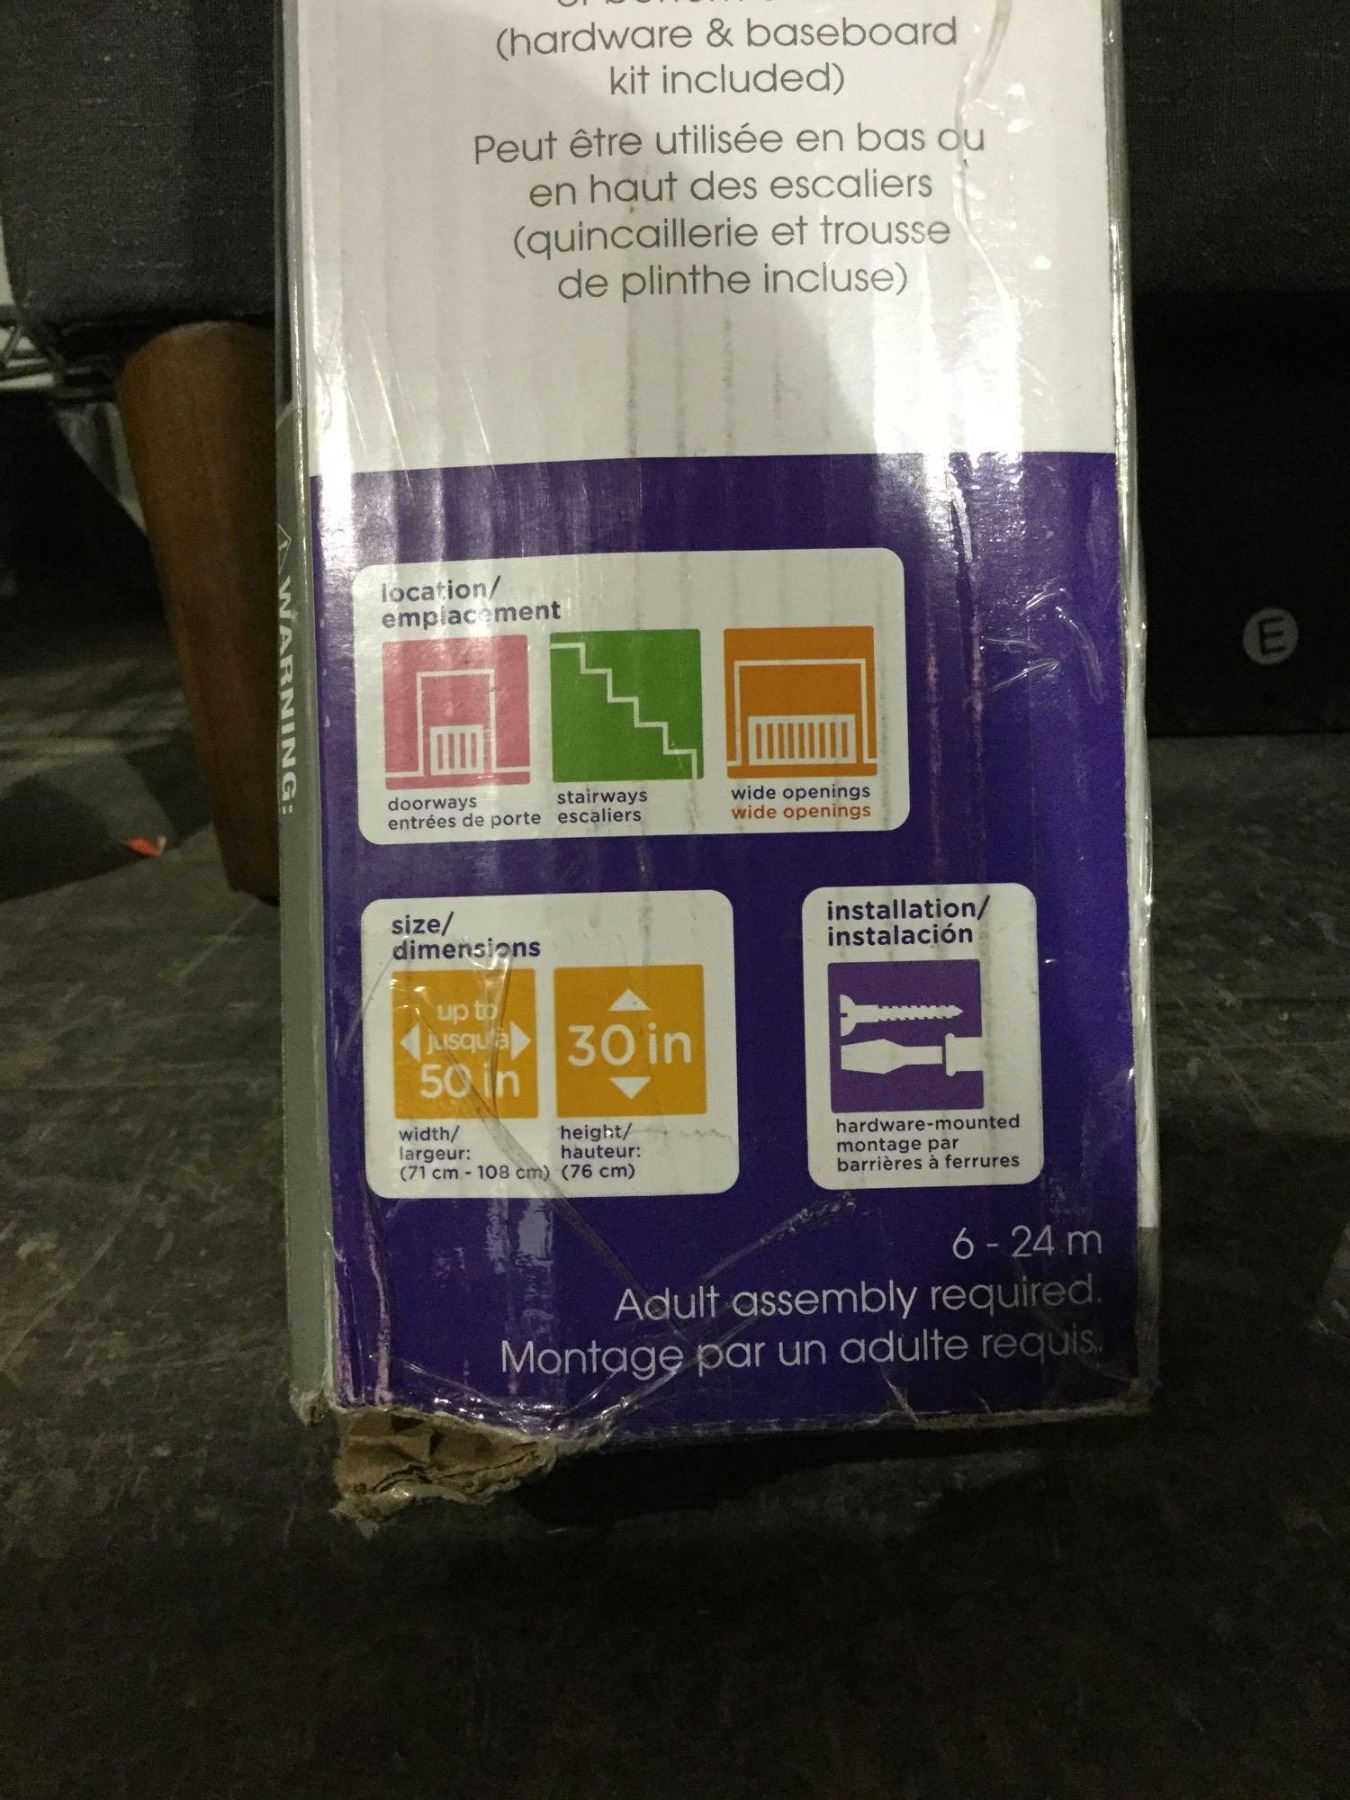 (hardware & baseboard
kit included)
Peut être utilisée en bas ou
en haut des escaliers
(quincaillerie et trousse
de plinthe incluse)
WARNING:
location/
emplacement
doorways
entrées de porte
stairways
escaliers
wide openings
wide openings
size/
dimensions
up to
jusqu'à
50 in
30 in
width/
largeur:
(71 cm - 108 cm)
height/
hauteur:
(76 cm)
installation/
instalación
hardware-mounted
montage par
barrières à ferrures
6 - 24 m
Adult assembly required.
Montage par un adulte requis.
E